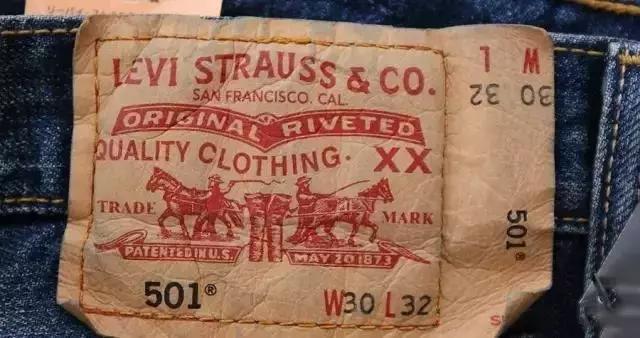 LEVI STRAUSS & CO.
SAN FRANCISCO, CAL.
ORIGINAL RIVETED
QUALITY CLOTHING. XX
TRADE MARK
PATENTED IN U.S. MAY 20 1873
501® W30 L32
W L
30 32
501®